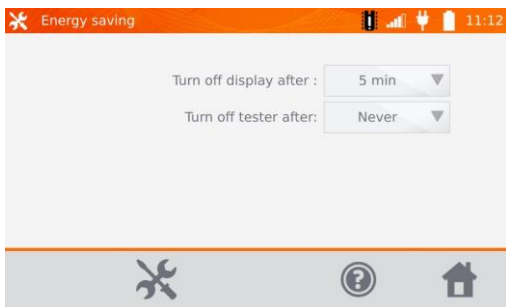 Energy saving 11:12
Turn off display after : 5 min
Turn off tester after: Never